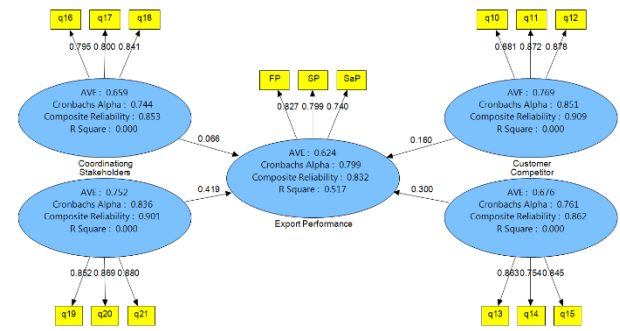 q16 q17 q18
0.795 0.800 0.841
q10 q11 q12
0.881 0.872 0.878
FP SP SaP
0.827 0.799 0.740
AVE : 0.659
Cronbachs Alpha : 0.744
Composite Reliability : 0.853
R Square : 0.000
Coordinationg
Stakeholders
0.066
AVE : 0.769
Cronbachs Alpha : 0.851
Composite Reliability : 0.909
R Square : 0.000
Customer
Competitor
0.160
AVE : 0.624
Cronbachs Alpha : 0.799
Composite Reliability : 0.832
R Square : 0.517
Export Performance
AVE : 0.752
Cronbachs Alpha : 0.836
Composite Reliability : 0.901
R Square : 0.000
0.419
AVE : 0.676
Cronbachs Alpha : 0.761
Composite Reliability : 0.862
R Square : 0.000
0.300
0.852 0.869 0.880
q19 q20 q21
0.863 0.754 0.845
q13 q14 q15